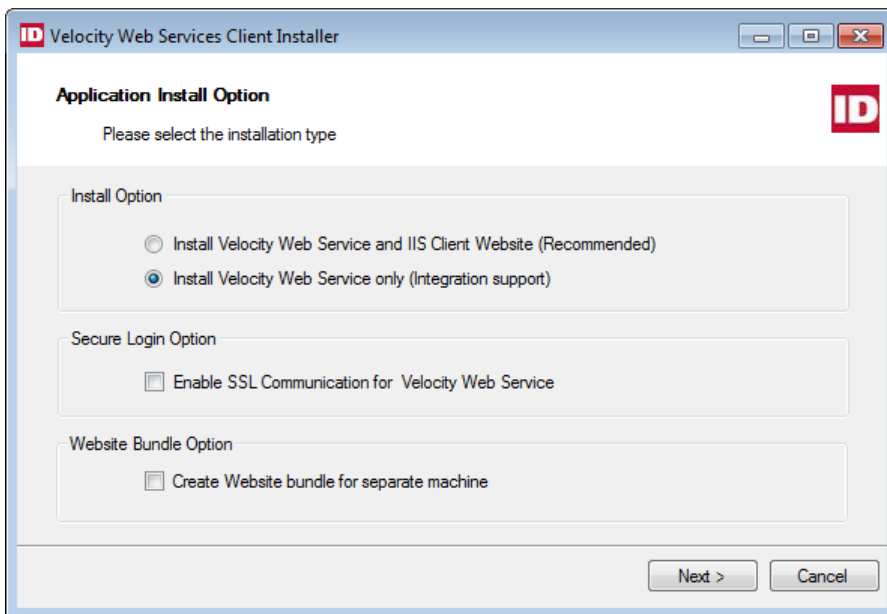 ID Velocity Web Services Client Installer
Application Install Option
ID
Please select the installation type
Install Option
Install Velocity Web Service and IIS Client Website (Recommended)
Install Velocity Web Service only (Integration support)
Secure Login Option
Enable SSL Communication for Velocity Web Service
Website Bundle Option
Create Website bundle for separate machine
Next > Cancel